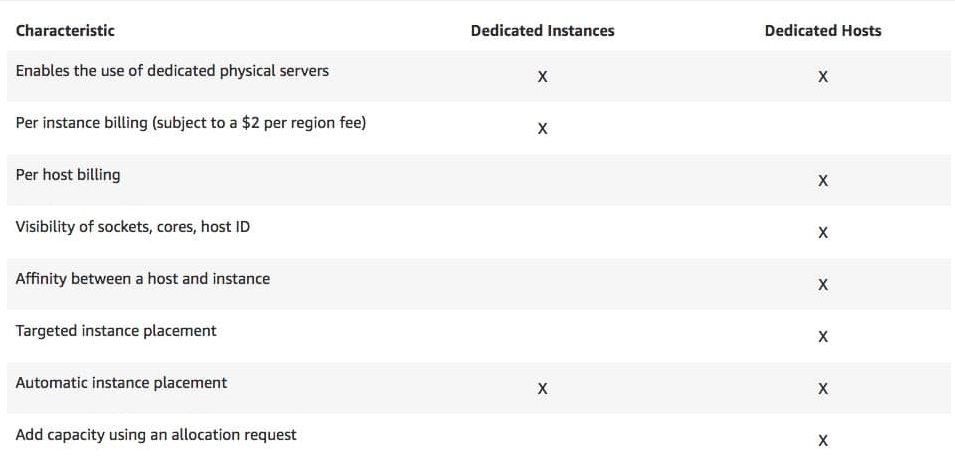 Characteristic Dedicated Instances Dedicated Hosts
Enables the use of dedicated physical servers X X
Per instance billing (subject to a $2 per region fee) X
Per host billing X
Visibility of sockets, cores, host ID X
Affinity between a host and instance X
Targeted instance placement X
Automatic instance placement X X
Add capacity using an allocation request X